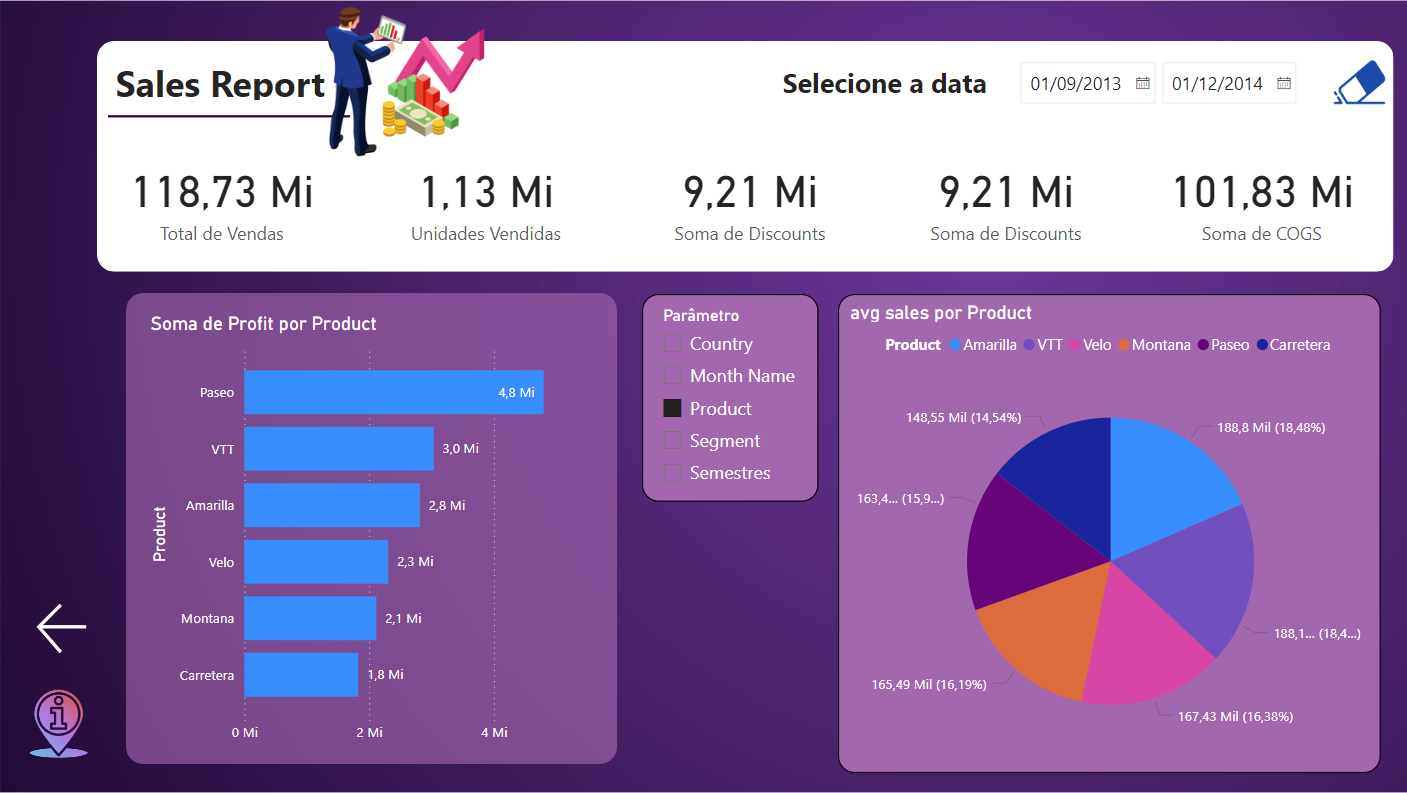 Sales Report
Selecione a data
01/09/2013
01/12/2014
118,73 Mi
Total de Vendas
1,13 Mi
Unidades Vendidas
9,21 Mi
Soma de Discounts
9,21 Mi
Soma de Discounts
101,83 Mi
Soma de COGS
Soma de Profit por Product
Product
Paseo
4,8 Mi
VTT
3,0 Mi
Amarilla
2,8 Mi
Velo
2,3 Mi
Montana
2,1 Mi
Carretera
1,8 Mi
0 Mi
2 Mi
4 Mi
Parâmetro
Country
Month Name
Product
Segment
Semestres
avg sales por Product
Product Amarilla VTT Velo Montana Paseo Carretera
148,55 Mil (14,54%)
188,8 Mil (18,48%)
163,4... (15,9...)
188,1... (18,4...)
165,49 Mil (16,19%)
167,43 Mil (16,38%)